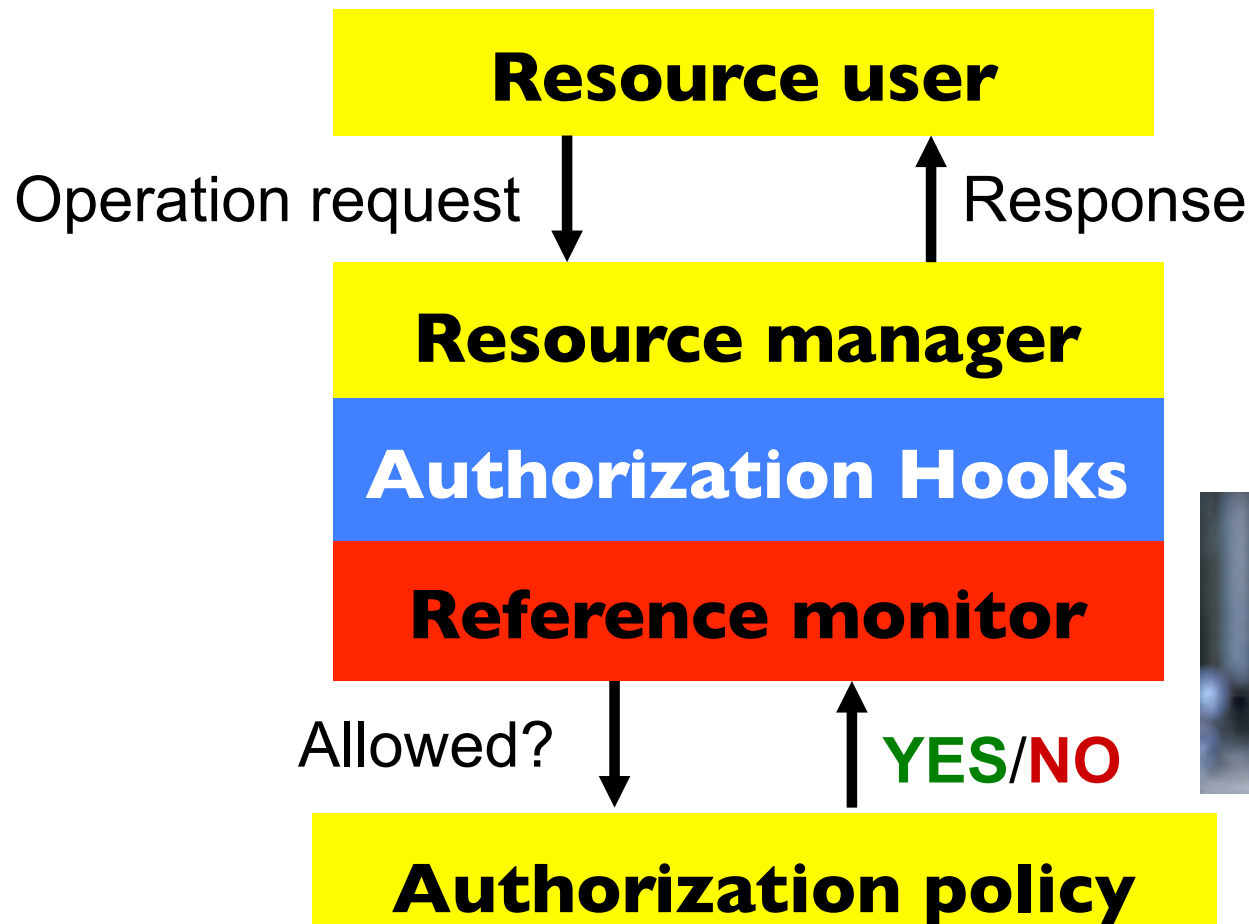 Resource user
Operation request
Response
Resource manager
Authorization Hooks
Reference monitor
Allowed?
YES/NO
Authorization policy